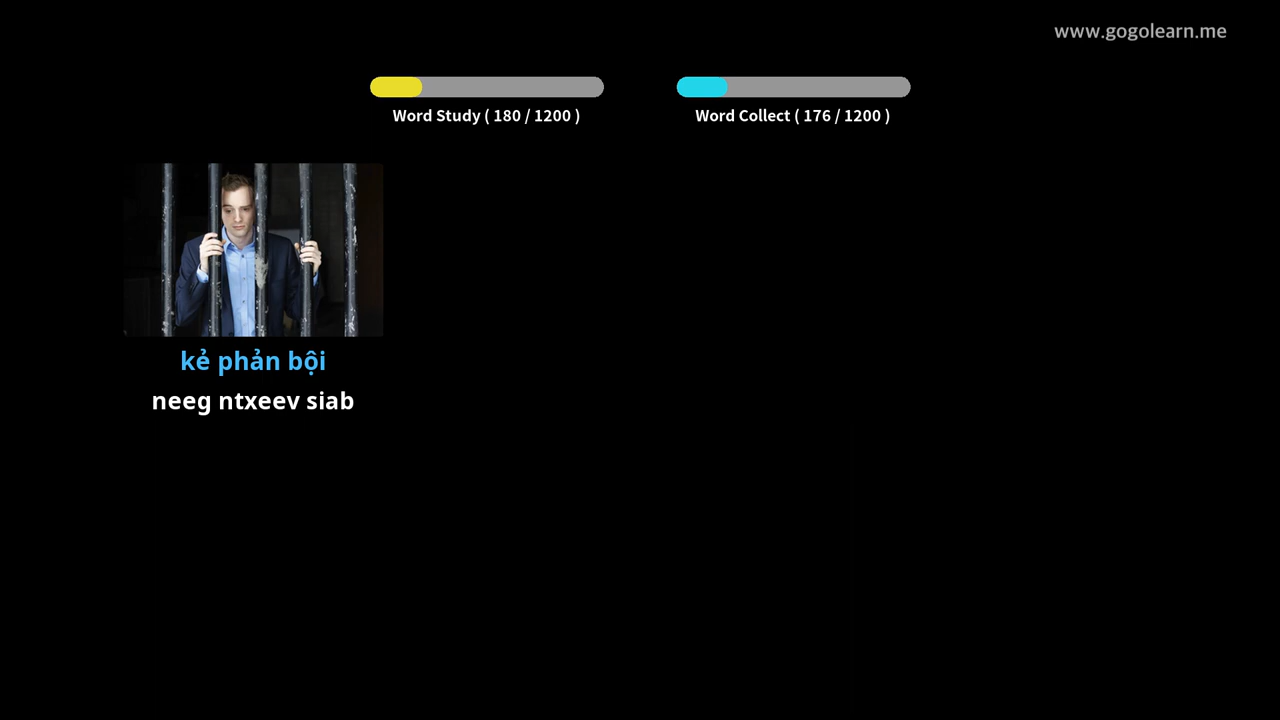 www.gogolearn.me
Word Study ( 180 / 1200 )
Word Collect ( 176 / 1200 )
kẻ phản bội
neeg ntxeev siab